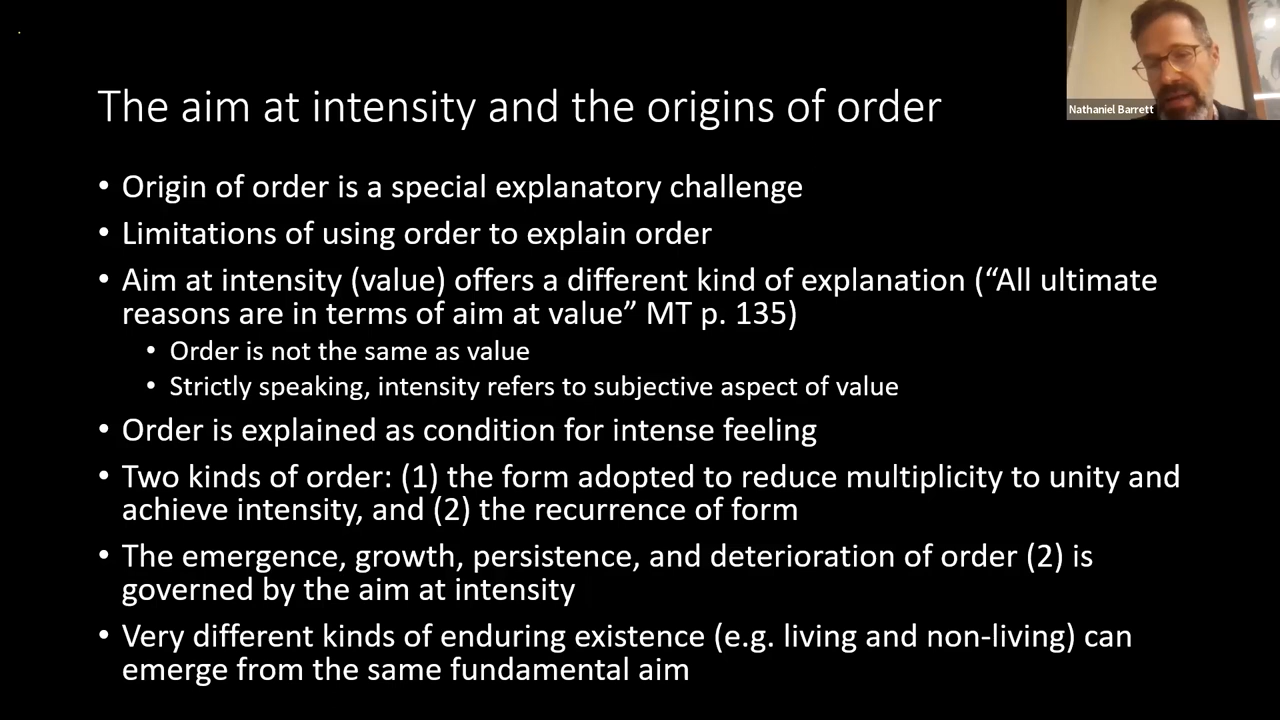 The aim at intensity and the origins of order
Nathaniel Barrett
• Origin of order is a special explanatory challenge
• Limitations of using order to explain order
• Aim at intensity (value) offers a different kind of explanation (“All ultimate
reasons are in terms of aim at value” MT p. 135)
• Order is not the same as value
• Strictly speaking, intensity refers to subjective aspect of value
• Order is explained as condition for intense feeling
• Two kinds of order: (1) the form adopted to reduce multiplicity to unity and
achieve intensity, and (2) the recurrence of form
• The emergence, growth, persistence, and deterioration of order (2) is
governed by the aim at intensity
• Very different kinds of enduring existence (e.g. living and non-living) can
emerge from the same fundamental aim